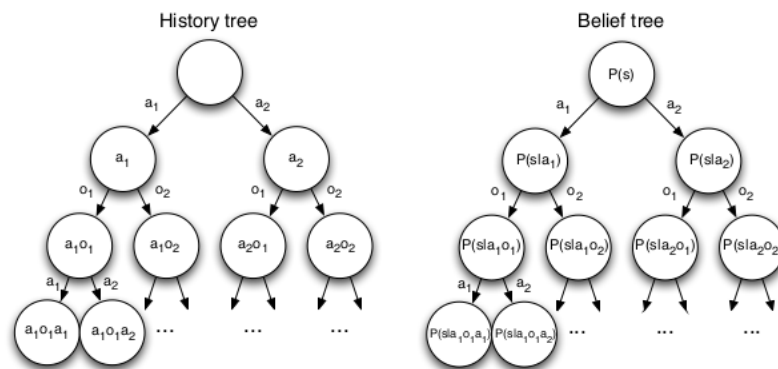 History tree Belief tree
P(s)
a₁ a₂ a₁ a₂
a₁ a₂ P(s|a₁) P(s|a₂)
o₁ o₂ o₁ o₂ o₁ o₂ o₁ o₂
a₁o₁ a₁o₂ a₂o₁ a₂o₂ P(s|a₁o₁) P(s|a₁o₂) P(s|a₂o₁) P(s|a₂o₂)
a₁ a₂ a₁ a₂
a₁o₁a₁ a₁o₁a₂ ... ... ... P(s|a₁o₁a₁) P(s|a₁o₁a₂) ... ... ...